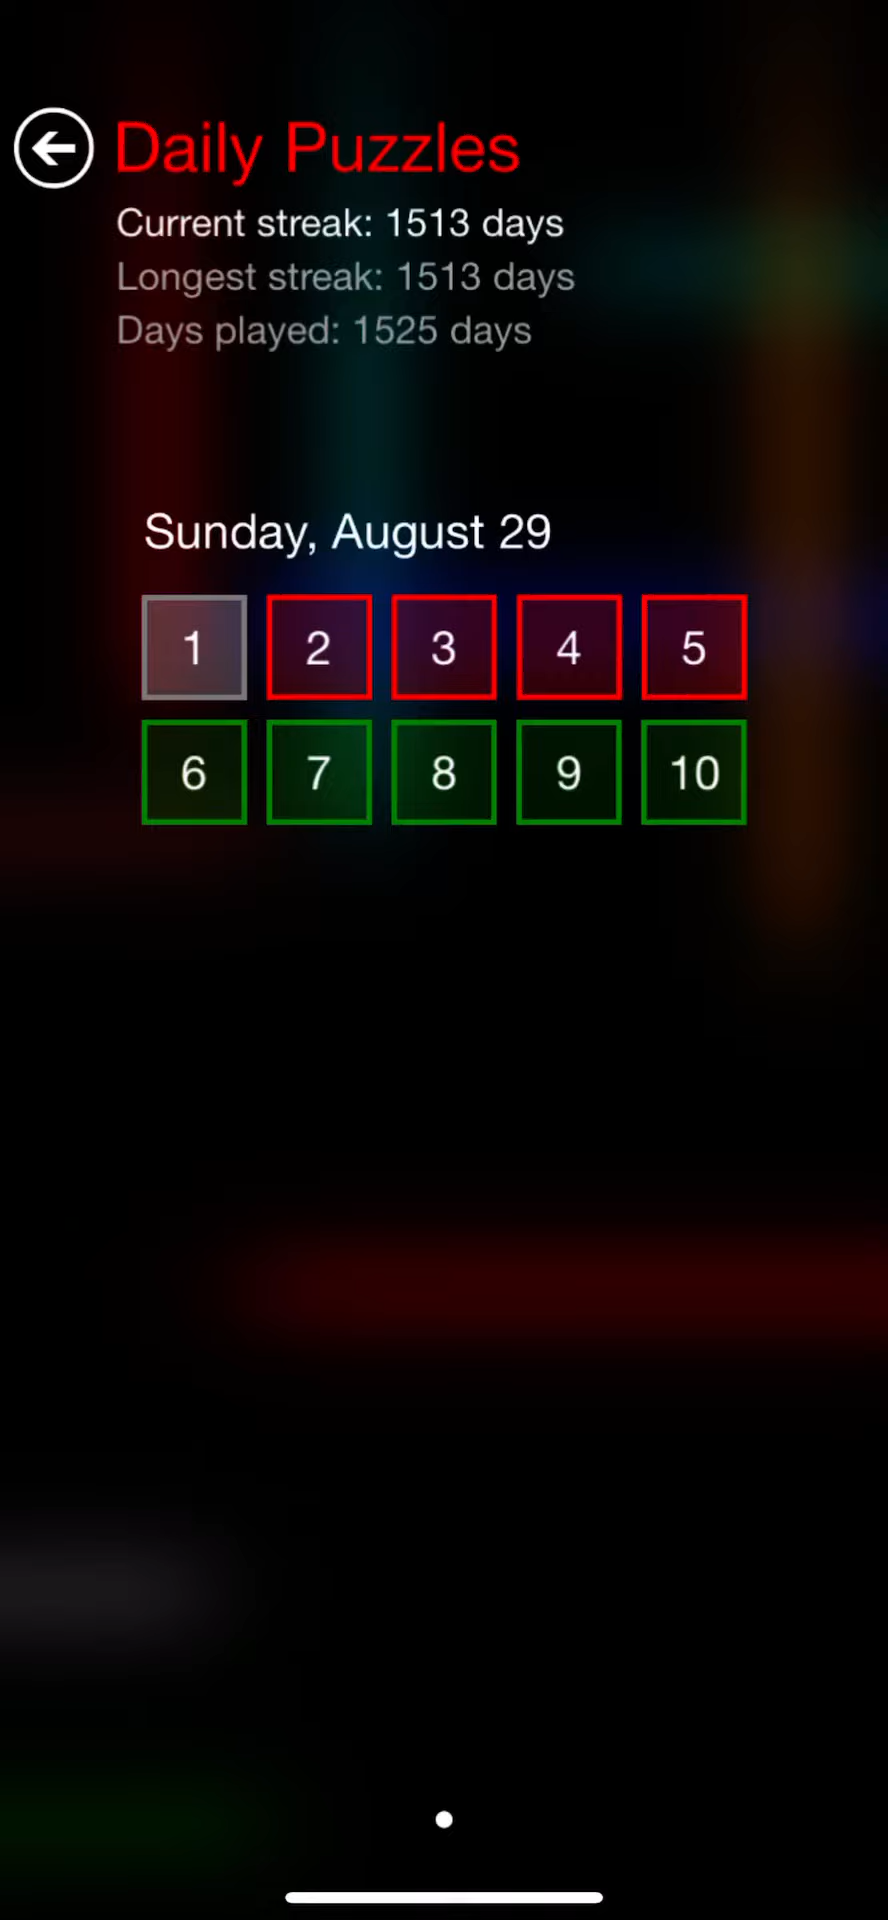 Daily Puzzles
Current streak: 1513 days
Longest streak: 1513 days
Days played: 1525 days
Sunday, August 29
1 2 3 4 5
6 7 8 9 10